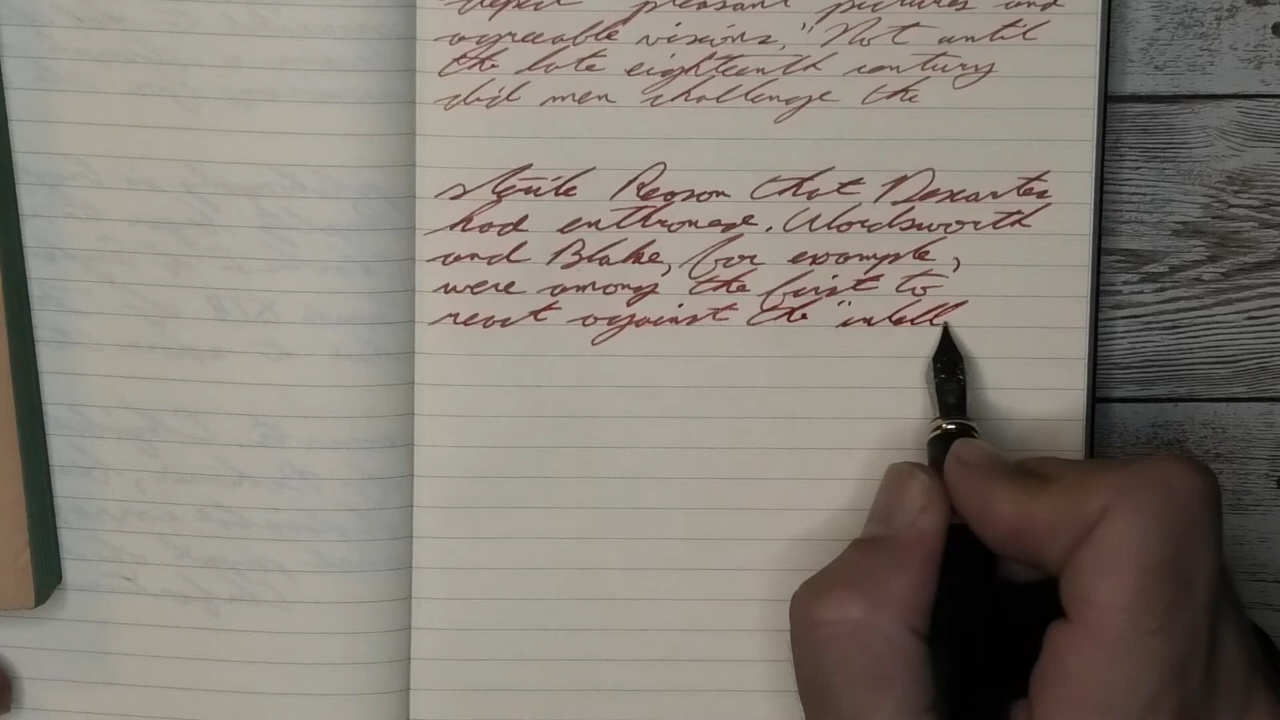 depict "pleasant pictures and
agreeable visions." Not until
the late eighteenth century
did men challenge the
sterile Reason that Descartes
had enthroned. Wordsworth
and Blake, for example,
were among the first to
react against the "intell